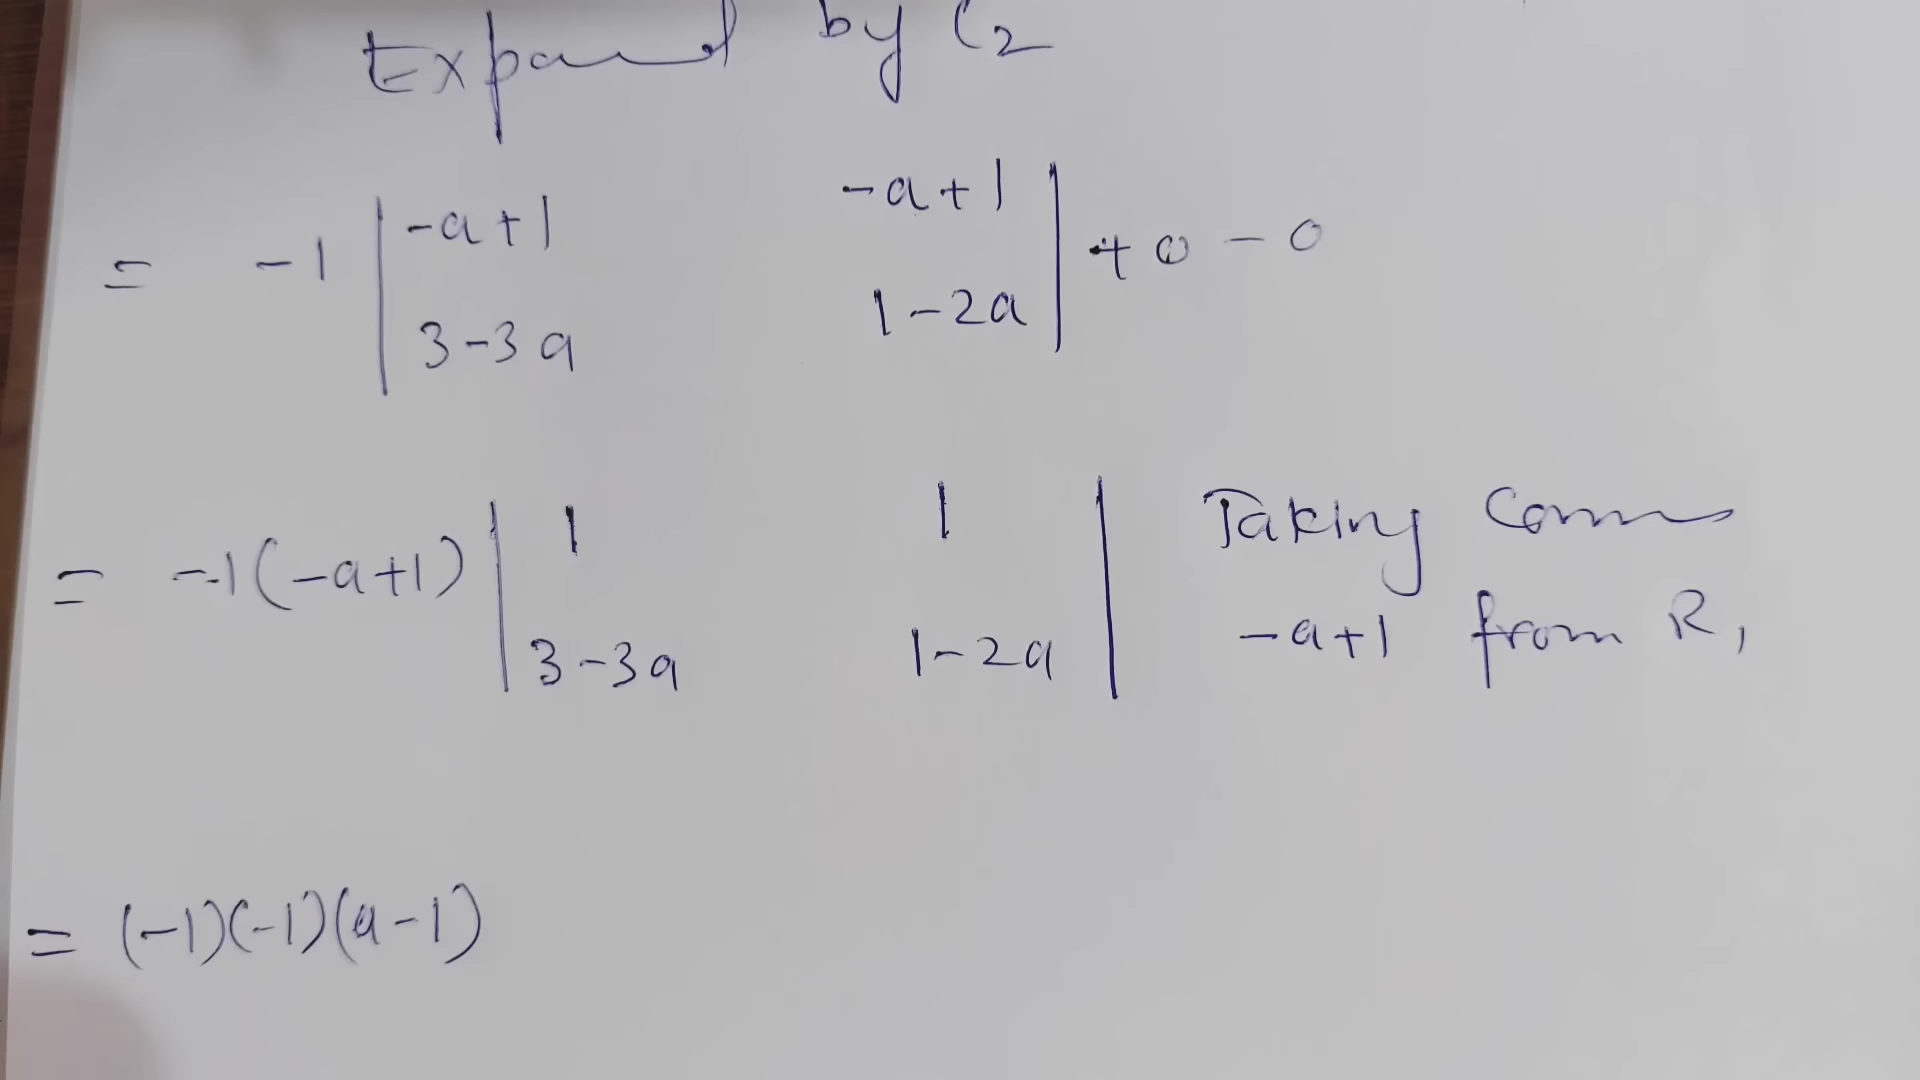 Expand by C2
= -1 | -a+1 -a+1 | + 0 - 0
3-3a 1-2a
= -1(-a+1) | 1 1 | Taking Comm
3-3a 1-2a -a+1 from R1
= (-1)(-1)(a-1)